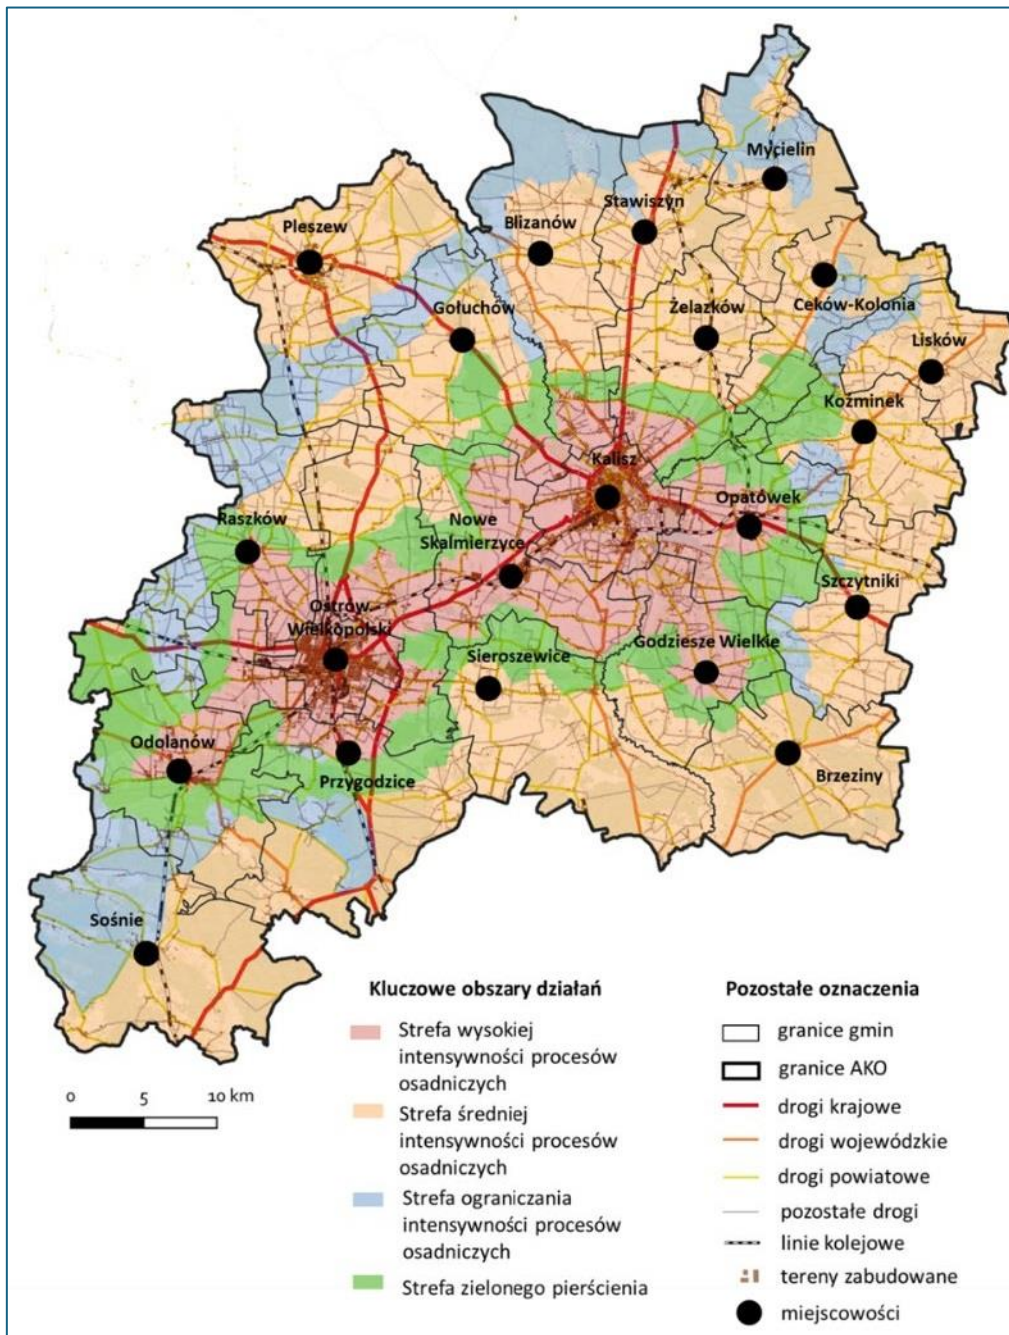 Mycielin
Stawiszyn
Blizanów
Pleszew
Gołuchów
Żelazków
Ceków-Kolonia
Lisków
Koźminek
Kalisz
Opatówek
Nowe
Skalmierzyce
Raszków
Szczytniki
Ostrów
Wielkopolski
Sieroszewice
Godziesze Wielkie
Odolanów
Przygodzice
Brzeziny
Sośnie
Kluczowe obszary działań
Strefa wysokiej
intensywności procesów
osadniczych
Strefa średniej
intensywności procesów
osadniczych
Strefa ograniczania
intensywności procesów
osadniczych
Strefa zielonego pierścienia
Pozostałe oznaczenia
granice gmin
granice AKO
drogi krajowe
drogi wojewódzkie
drogi powiatowe
pozostałe drogi
linie kolejowe
tereny zabudowane
miejscowości
0 5 10 km